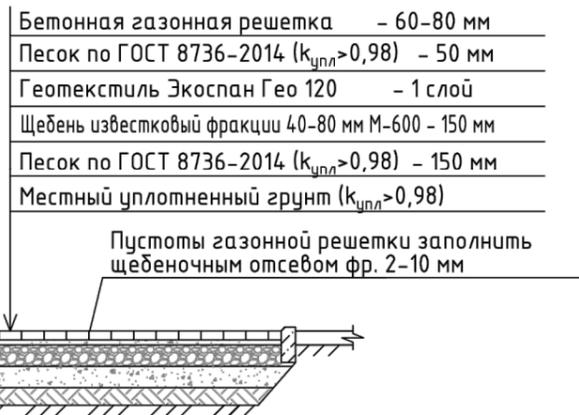 Бетонная газонная решетка - 60-80 мм
Песок по ГОСТ 8736-2014 (kупл>0,98) - 50 мм
Геотекстиль Экоспан Гео 120 - 1 слой
Щебень известковый фракции 40-80 мм М-600 - 150 мм
Песок по ГОСТ 8736-2014 (kупл>0,98) - 150 мм
Местный уплотненный грунт (kупл>0,98)
Пустоты газонной решетки заполнить
щебеночным отсевом фр. 2-10 мм